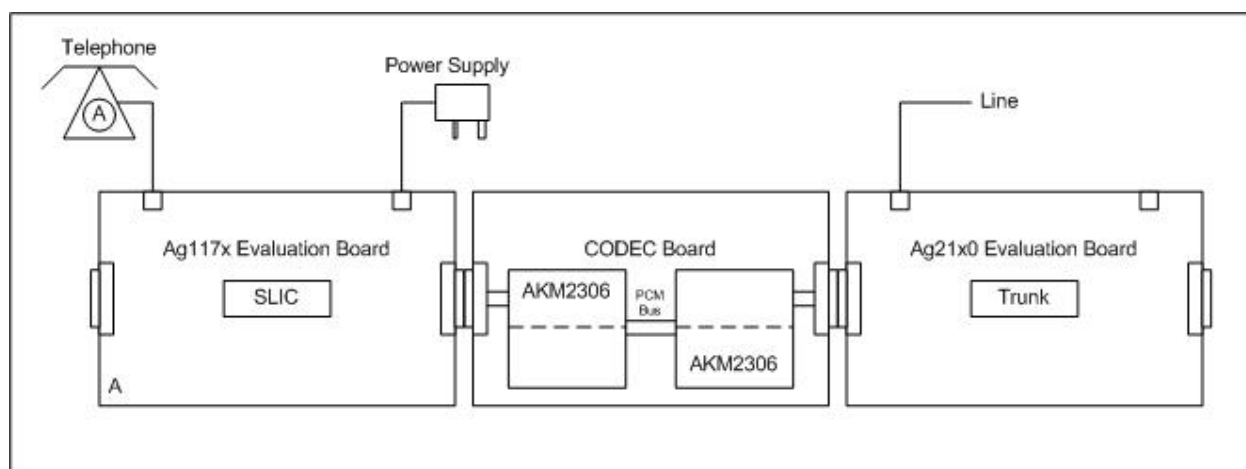 Telephone
A
Power Supply
Line
Ag117x Evaluation Board
SLIC
A
CODEC Board
AKM2306
PCM
Bus
AKM2306
Ag21x0 Evaluation Board
Trunk